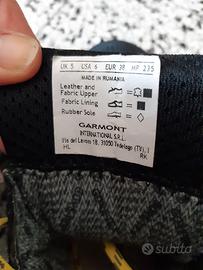 UK 5 USA 6 EUR 38 MP 235
MADE IN RUMANIA
Leather and
Fabric Upper
Fabric Lining
Rubber Sole
GARMONT
INTERNATIONAL S.R.L.
Via del Lavoro 18, 31050 Vedelago (TV), I
HL RK
subito